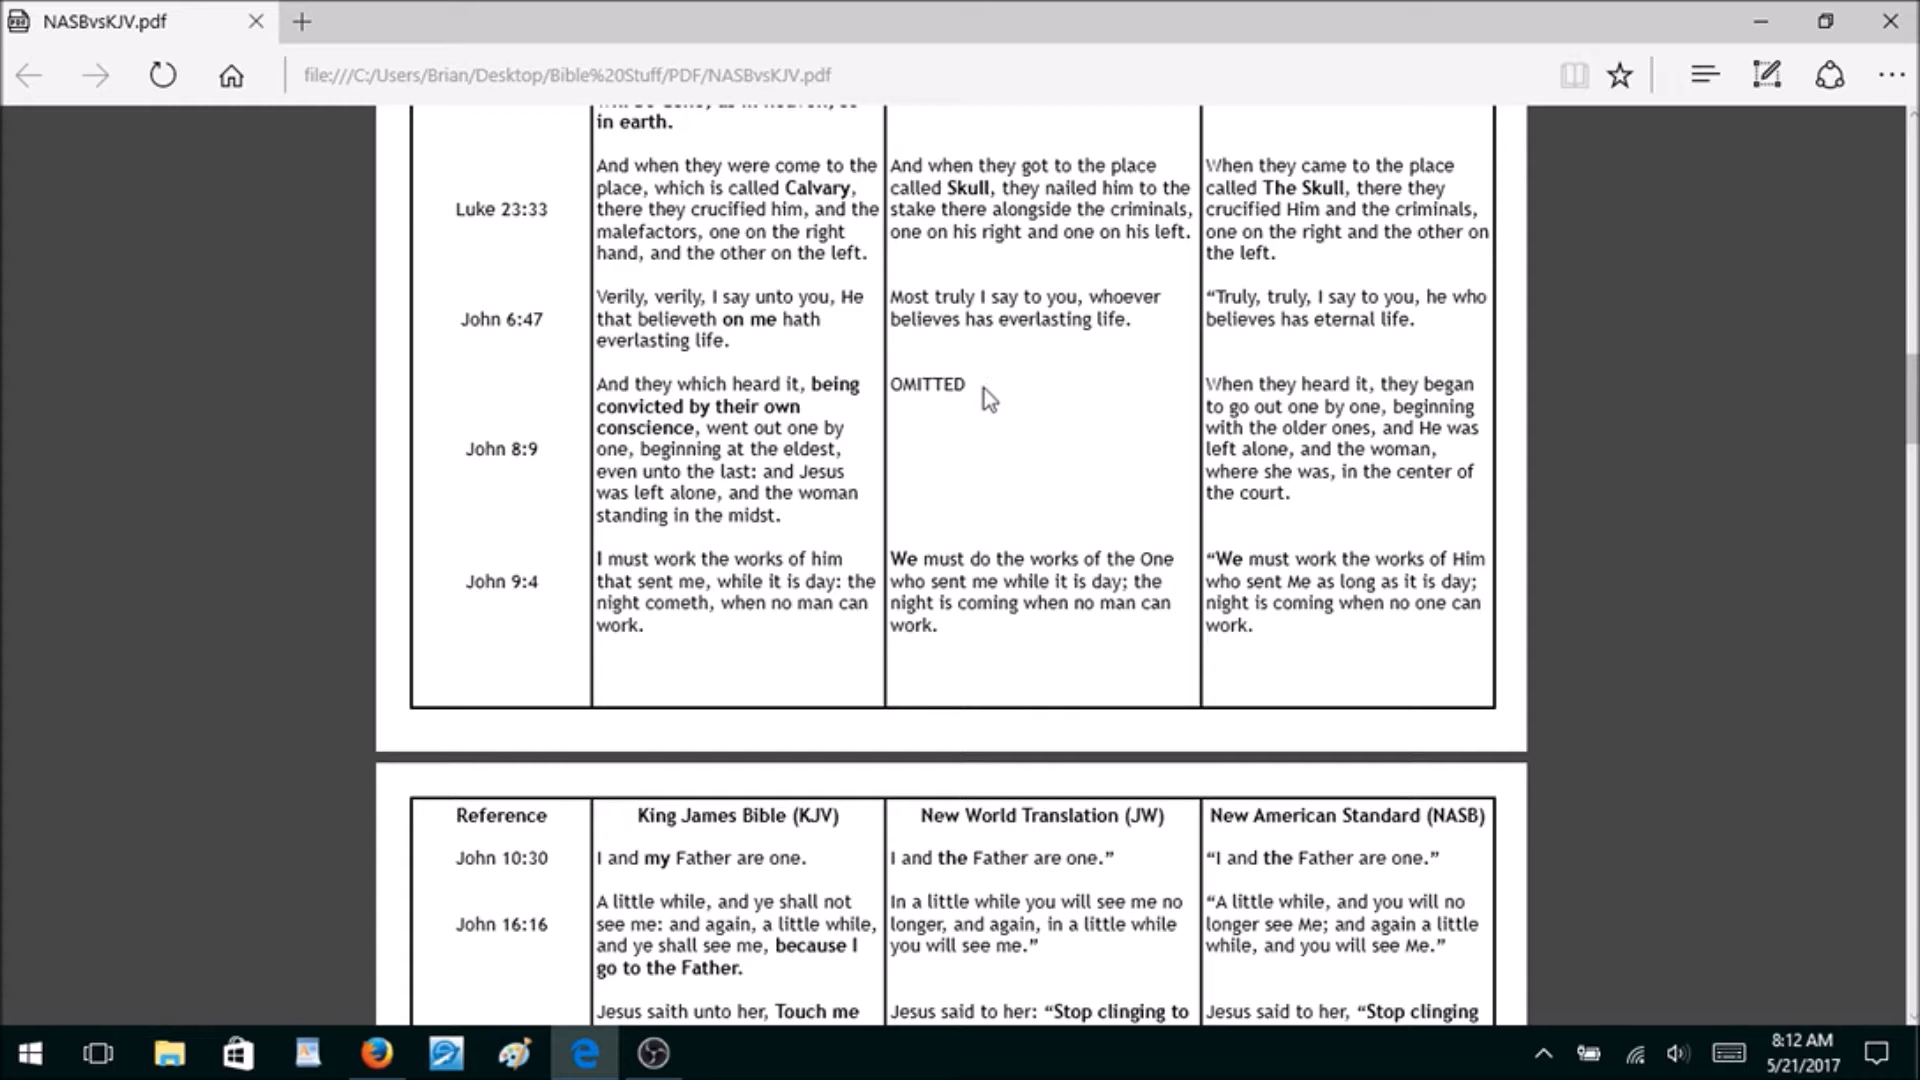 NASBvsKJV.pdf
file:///C:/Users/Brian/Desktop/Bible%20Stuff/PDF/NASBvsKJV.pdf
in earth.
Luke 23:33
And when they were come to the
place, which is called Calvary,
there they crucified him, and the
malefactors, one on the right
hand, and the other on the left.
And when they got to the place
called Skull, they nailed him to the
stake there alongside the criminals,
one on his right and one on his left.
When they came to the place
called The Skull, there they
crucified Him and the criminals,
one on the right and the other on
the left.
John 6:47
Verily, verily, I say unto you, He
that believeth on me hath
everlasting life.
Most truly I say to you, whoever
believes has everlasting life.
“Truly, truly, I say to you, he who
believes has eternal life.
John 8:9
And they which heard it, being
convicted by their own
conscience, went out one by
one, beginning at the eldest,
even unto the last: and Jesus
was left alone, and the woman
standing in the midst.
OMITTED
When they heard it, they began
to go out one by one, beginning
with the older ones, and He was
left alone, and the woman,
where she was, in the center of
the court.
John 9:4
I must work the works of him
that sent me, while it is day: the
night cometh, when no man can
work.
We must do the works of the One
who sent me while it is day; the
night is coming when no man can
work.
“We must work the works of Him
who sent Me as long as it is day;
night is coming when no one can
work.
Reference
King James Bible (KJV)
New World Translation (JW)
New American Standard (NASB)
John 10:30
I and my Father are one.
I and the Father are one.”
“I and the Father are one.”
John 16:16
A little while, and ye shall not
see me: and again, a little while,
and ye shall see me, because I
go to the Father.
In a little while you will see me no
longer, and again, in a little while
you will see me.”
“A little while, and you will no
longer see Me; and again a little
while, and you will see Me.”
Jesus saith unto her, Touch me
Jesus said to her: “Stop clinging to
Jesus said to her, “Stop clinging
8:12 AM
5/21/2017